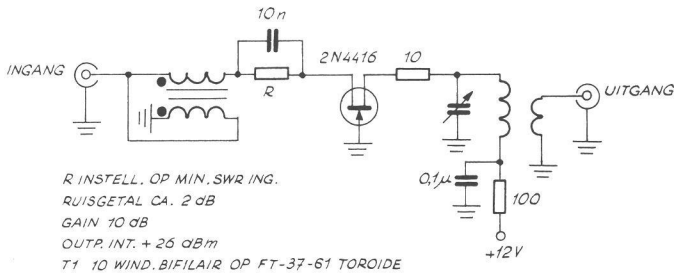 10n
2N4416
10
INGANG
R
UITGANG
0,1µ
100
+12V
R INSTELL. OP MIN. SWR ING.
RUISGETAL CA. 2 dB
GAIN 10 dB
OUTP. INT. + 26 dBm
T1 10 WIND. BIFILAIR OP FT-37-61 TOROIDE